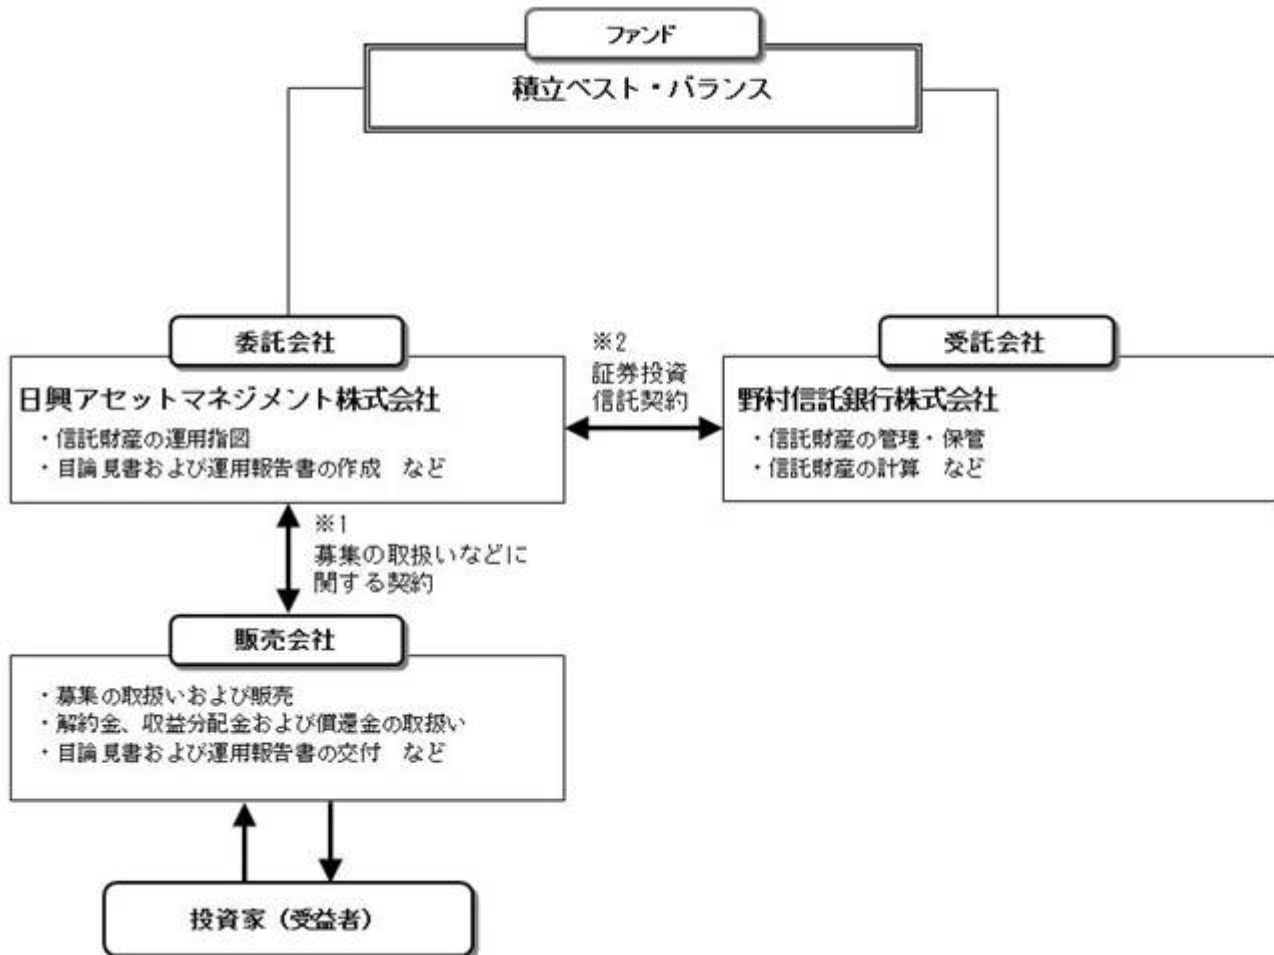 ファンド
積立ベスト・バランス
委託会社
日興アセットマネジメント株式会社
・信託財産の運用指図
・目論見書および運用報告書の作成　など
※2
証券投資
信託契約
受託会社
野村信託銀行株式会社
・信託財産の管理・保管
・信託財産の計算　など
※1
募集の取扱いなどに
関する契約
販売会社
・募集の取扱いおよび販売
・解約金、収益分配金および償還金の取扱い
・目論見書および運用報告書の交付　など
投資家（受益者）